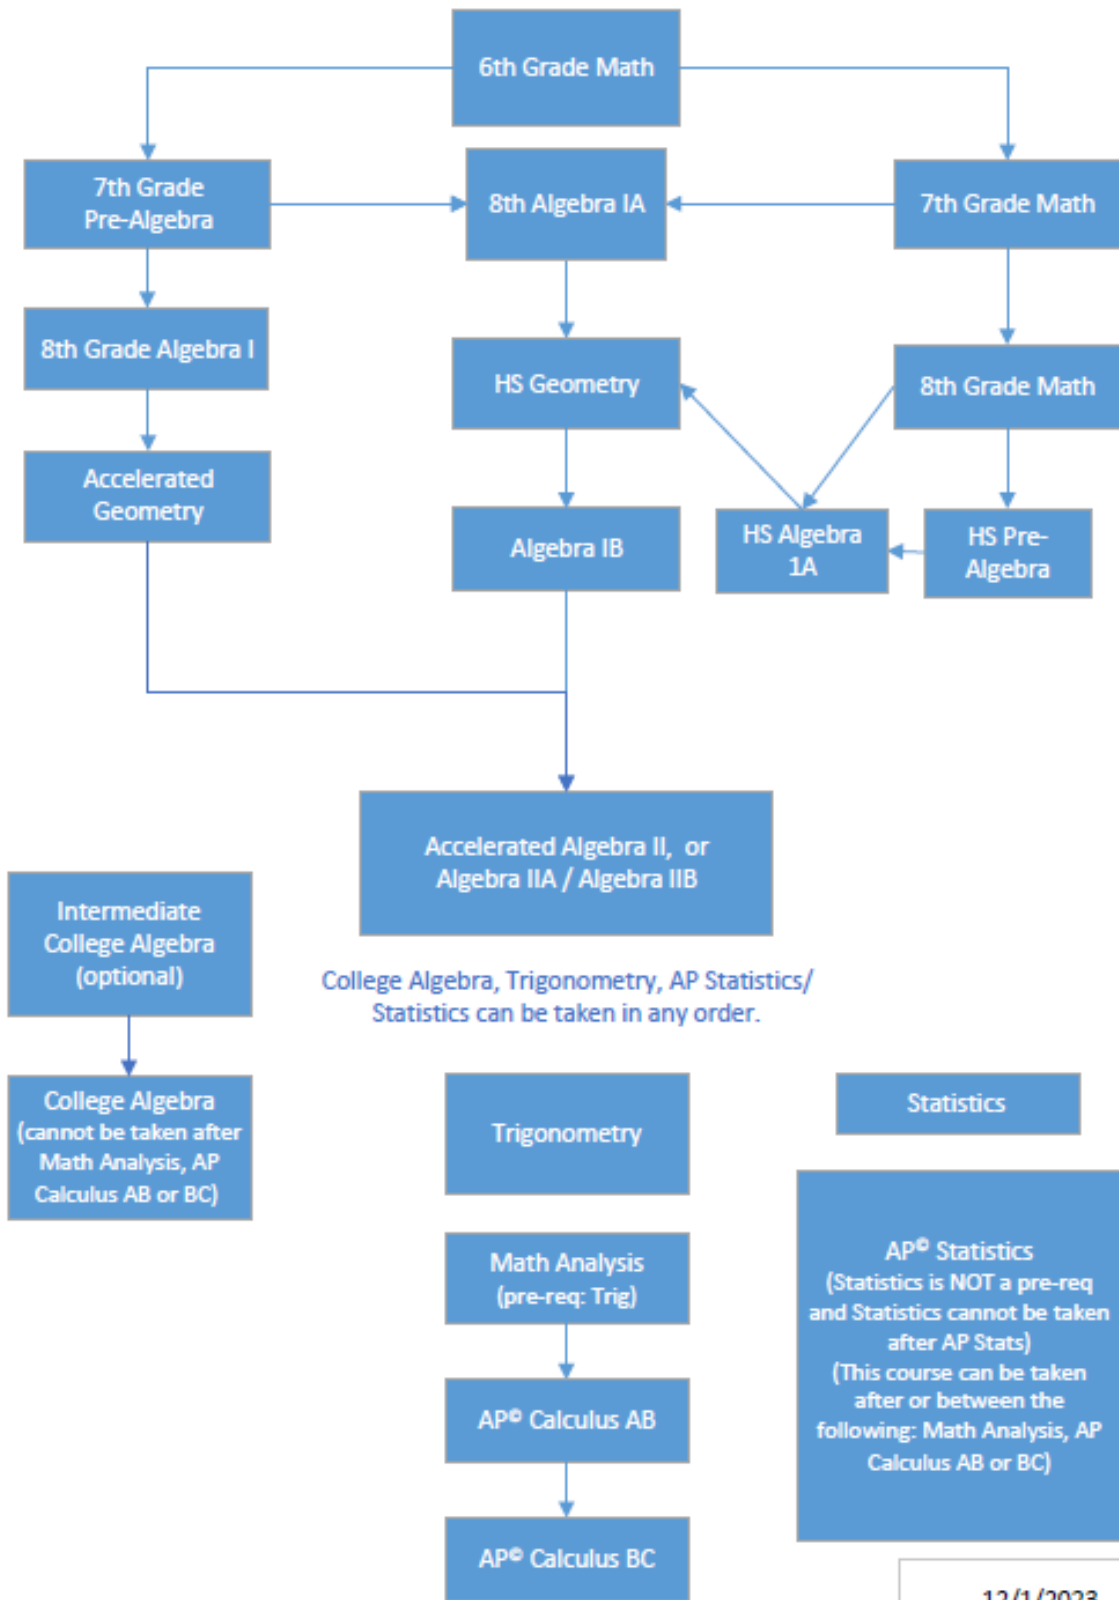 6th Grade Math
7th Grade
Pre-Algebra
8th Algebra IA
7th Grade Math
8th Grade Algebra I
HS Geometry
8th Grade Math
Accelerated
Geometry
Algebra IB
HS Algebra
1A
HS Pre-
Algebra
Accelerated Algebra II, or
Algebra IIA / Algebra IIB
Intermediate
College Algebra
(optional)
College Algebra, Trigonometry, AP Statistics/
Statistics can be taken in any order.
College Algebra
(cannot be taken after
Math Analysis, AP
Calculus AB or BC)
Trigonometry
Statistics
Math Analysis
(pre-req: Trig)
AP© Calculus AB
AP© Calculus BC
AP© Statistics
(Statistics is NOT a pre-req
and Statistics cannot be taken
after AP Stats)
(This course can be taken
after or between the
following: Math Analysis, AP
Calculus AB or BC)
12/1/2023